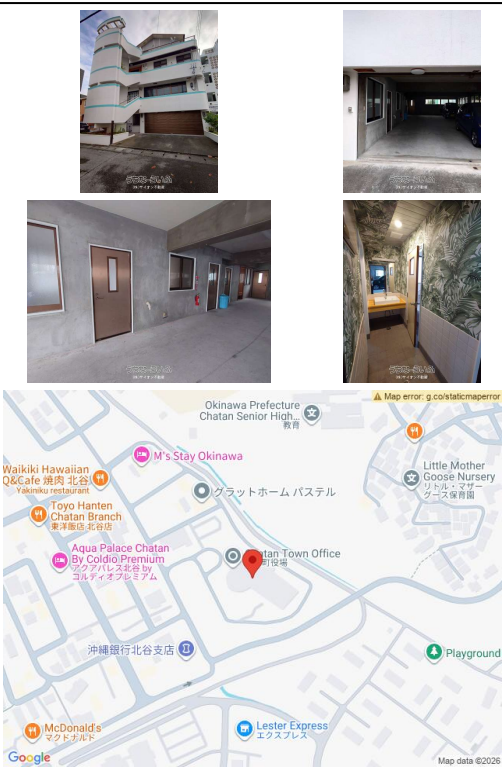 Map error: g.co/staticmaperror
Okinawa Prefecture
Chatan Senior High...
教育
M's Stay Okinawa
Waikiki Hawaiian
Q&Cafe 焼肉 北谷
Yakiniku restaurant
Little Mother
Goose Nursery
リトル・マザー
グース保育園
グラットホーム パステル
Toyo Hanten
Chatan Branch
東洋飯店 北谷店
Aqua Palace Chatan
By Coldio Premium
アクアパレス北谷 by
コルディオプレミアム
atan Town Office
町役場
沖縄銀行北谷支店
Playground
McDonald's
マクドナルド
Lester Express
エクスプレス
Google
Map data ©2026